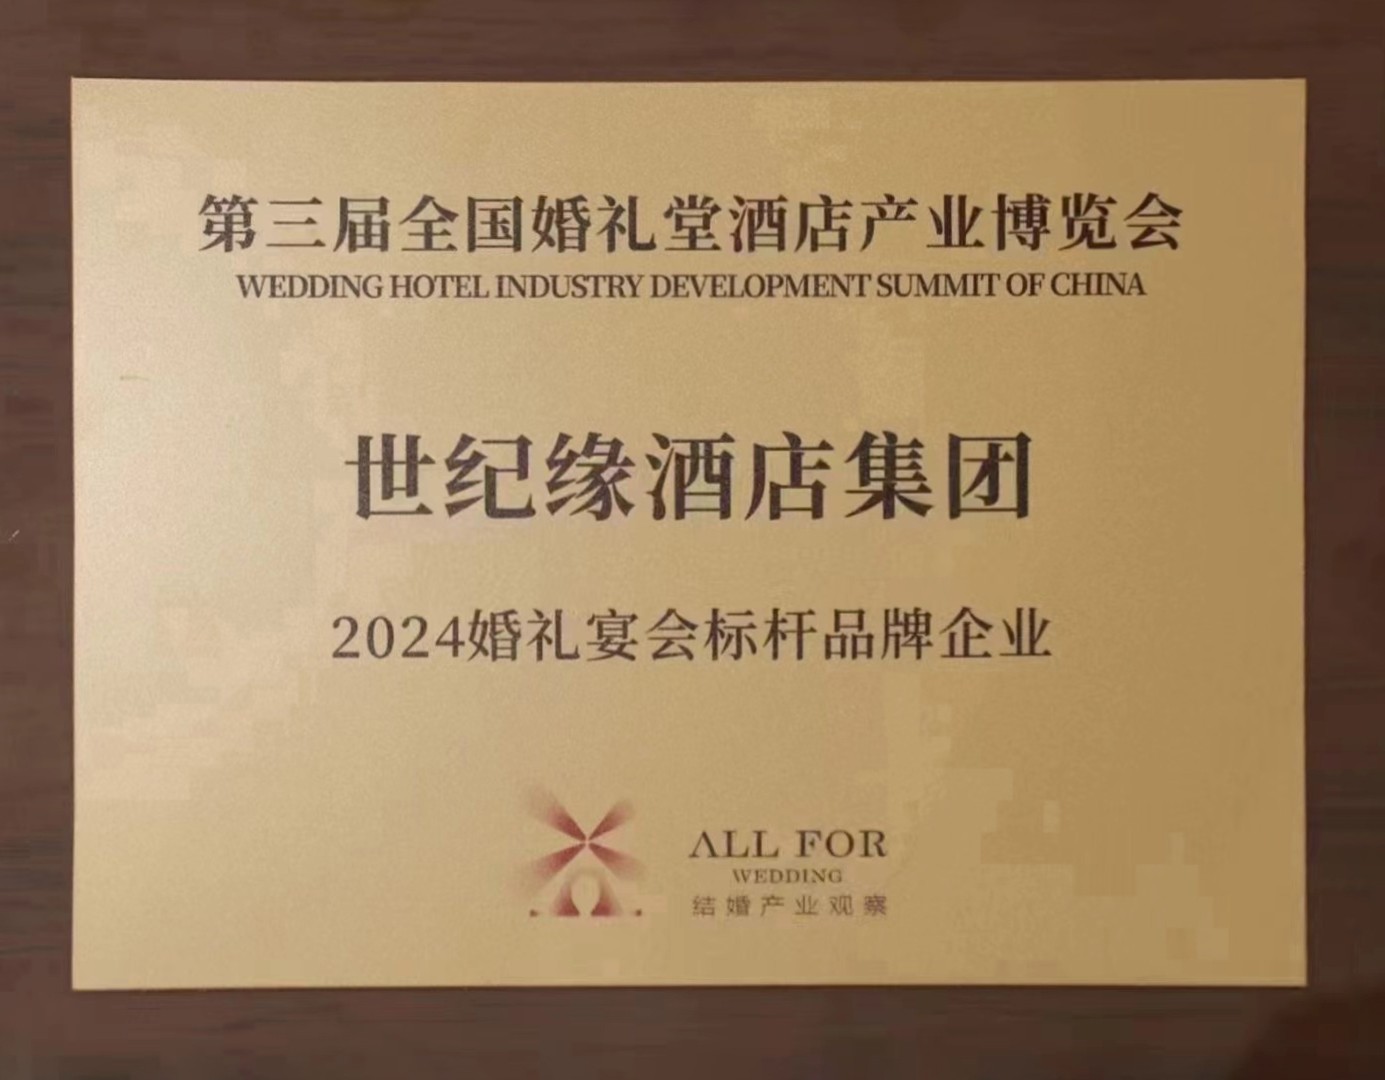 第三届全国婚礼堂酒店产业博览会
WEDDING HOTEL INDUSTRY DEVELOPMENT SUMMIT OF CHINA
世纪缘酒店集团
2024婚礼宴会标杆品牌企业
ALL FOR
WEDDING
结婚产业观察